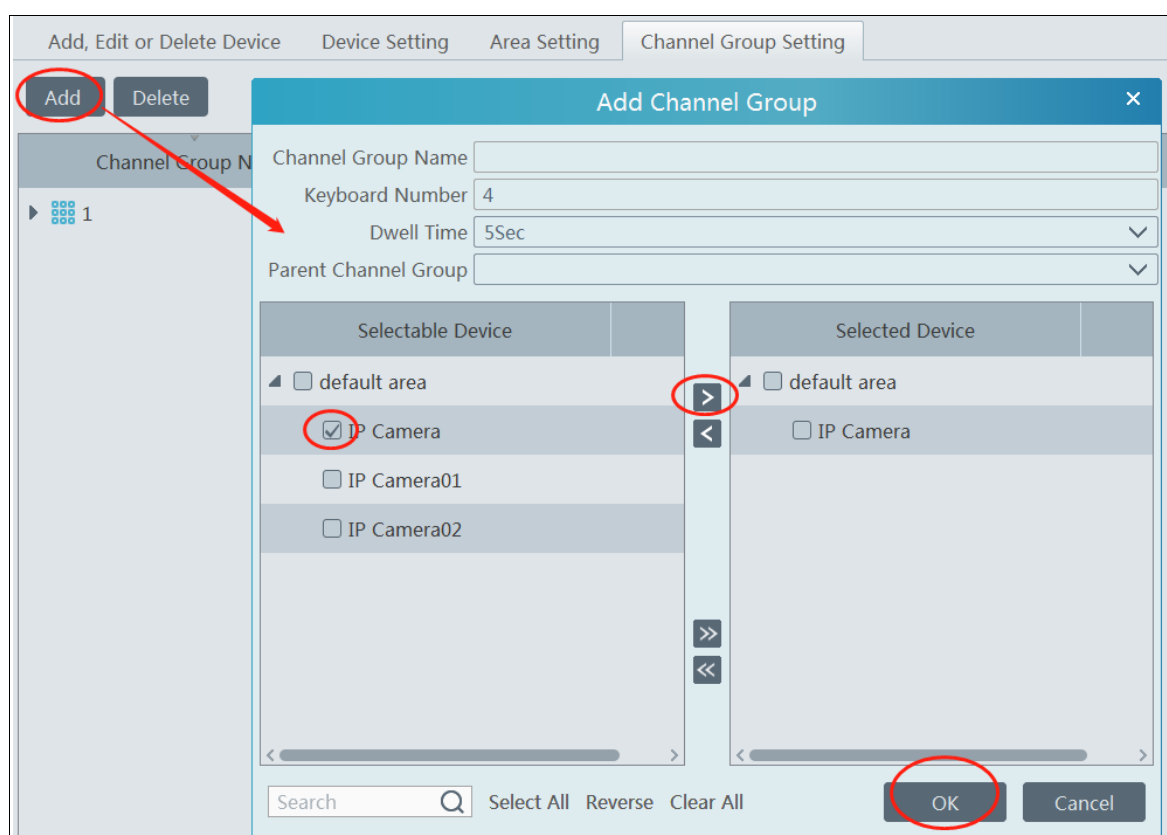 Add, Edit or Delete Device Device Setting Area Setting Channel Group Setting
Add Delete
Add Channel Group
Channel Group N
1
Channel Group Name
Keyboard Number 4
Dwell Time 5Sec
Parent Channel Group
Selectable Device Selected Device
default area default area
IP Camera IP Camera
IP Camera01
IP Camera02
Search Select All Reverse Clear All OK Cancel